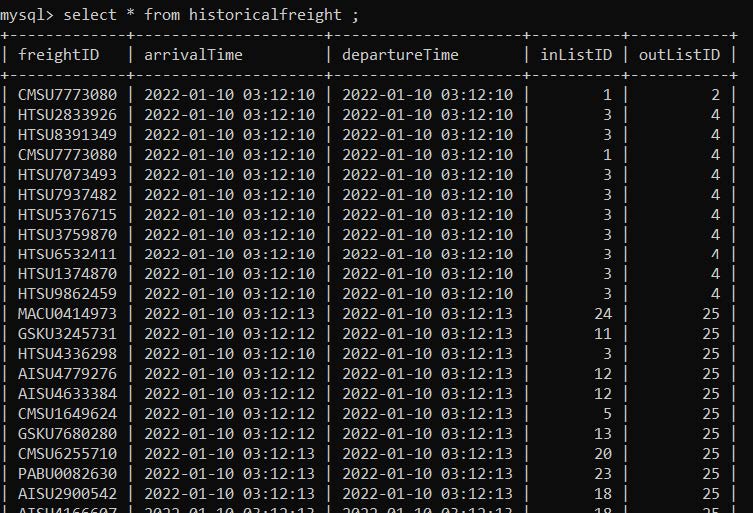 mysql> select * from historicalfreight ;
+-------------+---------------------+---------------------+----------+-----------+
| freightID | arrivalTime | departureTime | inListID | outListID |
+-------------+---------------------+---------------------+----------+-----------+
| CMSU7773080 | 2022-01-10 03:12:10 | 2022-01-10 03:12:10 | 1 | 2 |
| HTSU2833926 | 2022-01-10 03:12:10 | 2022-01-10 03:12:10 | 3 | 4 |
| HTSU8391349 | 2022-01-10 03:12:10 | 2022-01-10 03:12:10 | 3 | 4 |
| CMSU7773080 | 2022-01-10 03:12:10 | 2022-01-10 03:12:10 | 1 | 4 |
| HTSU7073493 | 2022-01-10 03:12:10 | 2022-01-10 03:12:10 | 3 | 4 |
| HTSU7937482 | 2022-01-10 03:12:10 | 2022-01-10 03:12:10 | 3 | 4 |
| HTSU5376715 | 2022-01-10 03:12:10 | 2022-01-10 03:12:10 | 3 | 4 |
| HTSU3759870 | 2022-01-10 03:12:10 | 2022-01-10 03:12:10 | 3 | 4 |
| HTSU6532411 | 2022-01-10 03:12:10 | 2022-01-10 03:12:10 | 3 | 4 |
| HTSU1374870 | 2022-01-10 03:12:10 | 2022-01-10 03:12:10 | 3 | 4 |
| HTSU9862459 | 2022-01-10 03:12:10 | 2022-01-10 03:12:10 | 3 | 4 |
| MACU0414973 | 2022-01-10 03:12:13 | 2022-01-10 03:12:13 | 24 | 25 |
| GSKU3245731 | 2022-01-10 03:12:12 | 2022-01-10 03:12:13 | 11 | 25 |
| HTSU4336298 | 2022-01-10 03:12:10 | 2022-01-10 03:12:13 | 3 | 25 |
| AISU4779276 | 2022-01-10 03:12:12 | 2022-01-10 03:12:13 | 12 | 25 |
| AISU4633384 | 2022-01-10 03:12:12 | 2022-01-10 03:12:13 | 12 | 25 |
| CMSU1649624 | 2022-01-10 03:12:12 | 2022-01-10 03:12:13 | 5 | 25 |
| GSKU7680280 | 2022-01-10 03:12:12 | 2022-01-10 03:12:13 | 13 | 25 |
| CMSU6255710 | 2022-01-10 03:12:13 | 2022-01-10 03:12:13 | 20 | 25 |
| PABU0082630 | 2022-01-10 03:12:13 | 2022-01-10 03:12:13 | 23 | 25 |
| AISU2900542 | 2022-01-10 03:12:13 | 2022-01-10 03:12:13 | 18 | 25 |
| AISU4166607 | 2022-01-10 03:12:13 | 2022-01-10 03:12:13 | 18 | 25 |